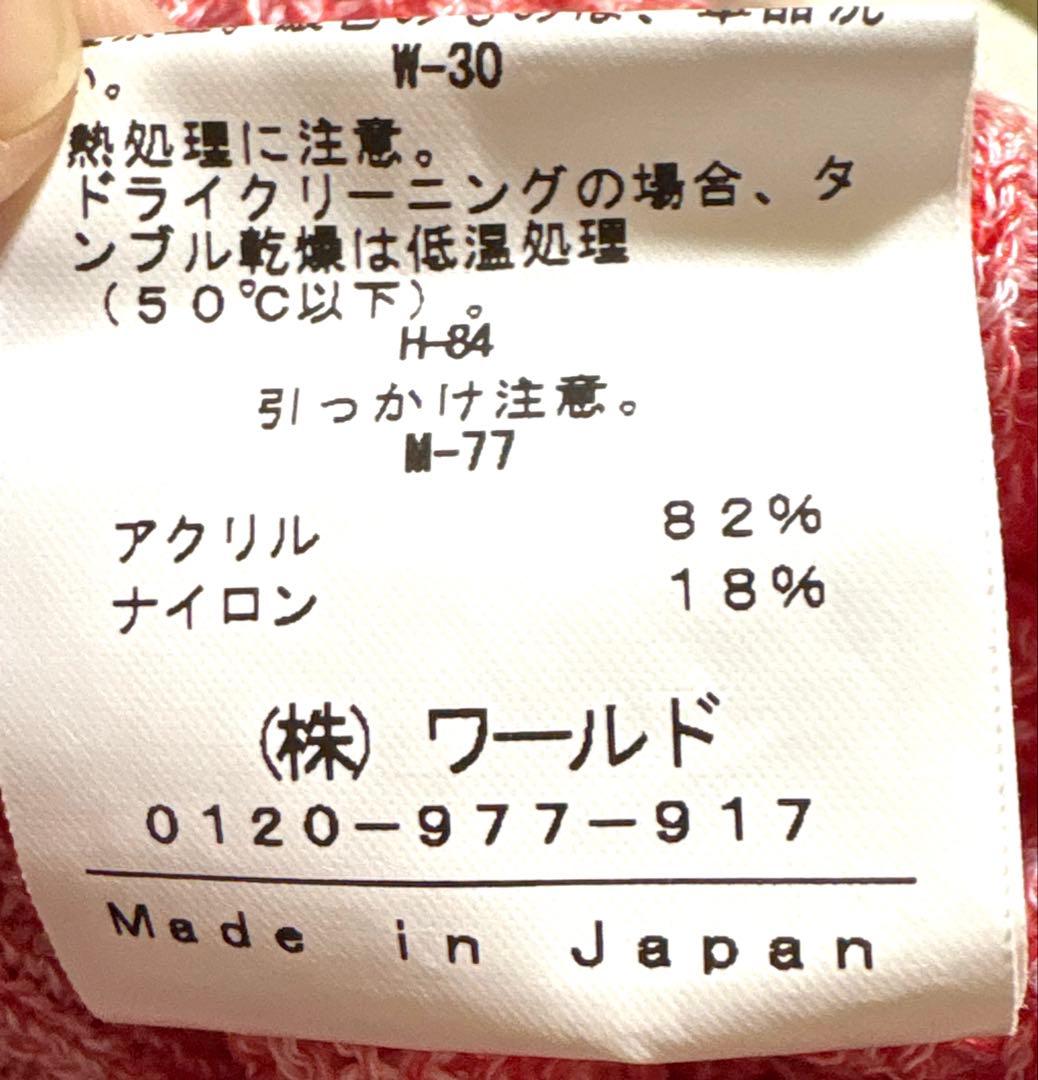 い。
W-30
熱処理に注意。
ドライクリーニングの場合、タ
ンブル乾燥は低温処理
（５０℃以下）。
H-84
引っかけ注意。
M-77
アクリル ８２％
ナイロン １８％
(株) ワールド
0120-977-917
Made in Japan